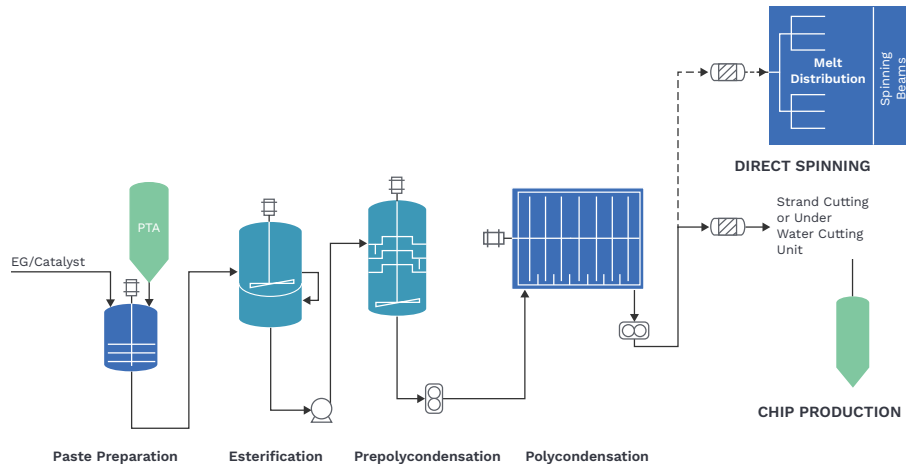 Melt
Distribution
Spinning
Beams
DIRECT SPINNING
PTA
EG/Catalyst
Strand Cutting
or Under
Water Cutting
Unit
CHIP PRODUCTION
Paste Preparation
Esterification
Prepolycondensation
Polycondensation